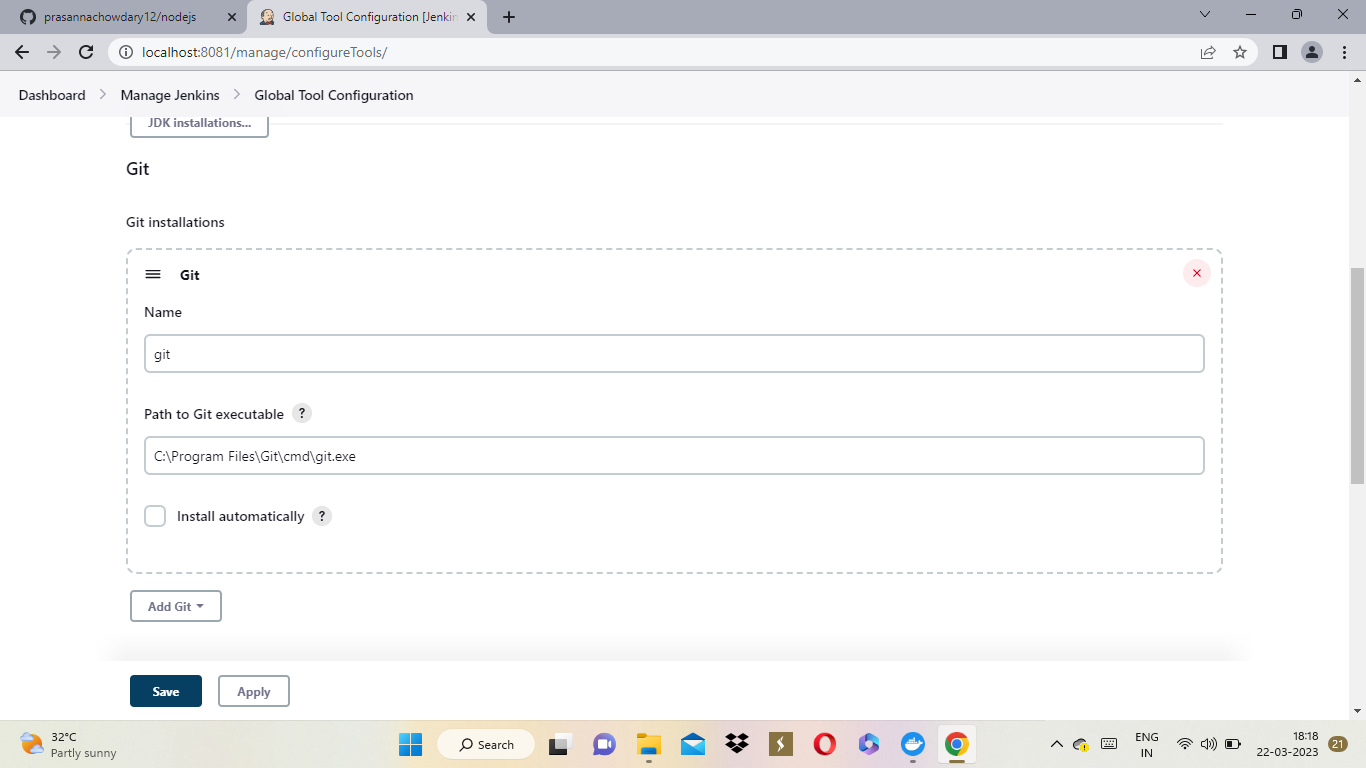 prasannachowdary12/nodejs
Global Tool Configuration [Jenkin
localhost:8081/manage/configureTools/
Dashboard
Manage Jenkins
Global Tool Configuration
JDK installations...
Git
Git installations
Git
Name
git
Path to Git executable ?
C:\Program Files\Git\cmd\git.exe
Install automatically ?
Add Git
Save
Apply
32°C
Partly sunny
Search
ENG
IN
18:18
22-03-2023
21